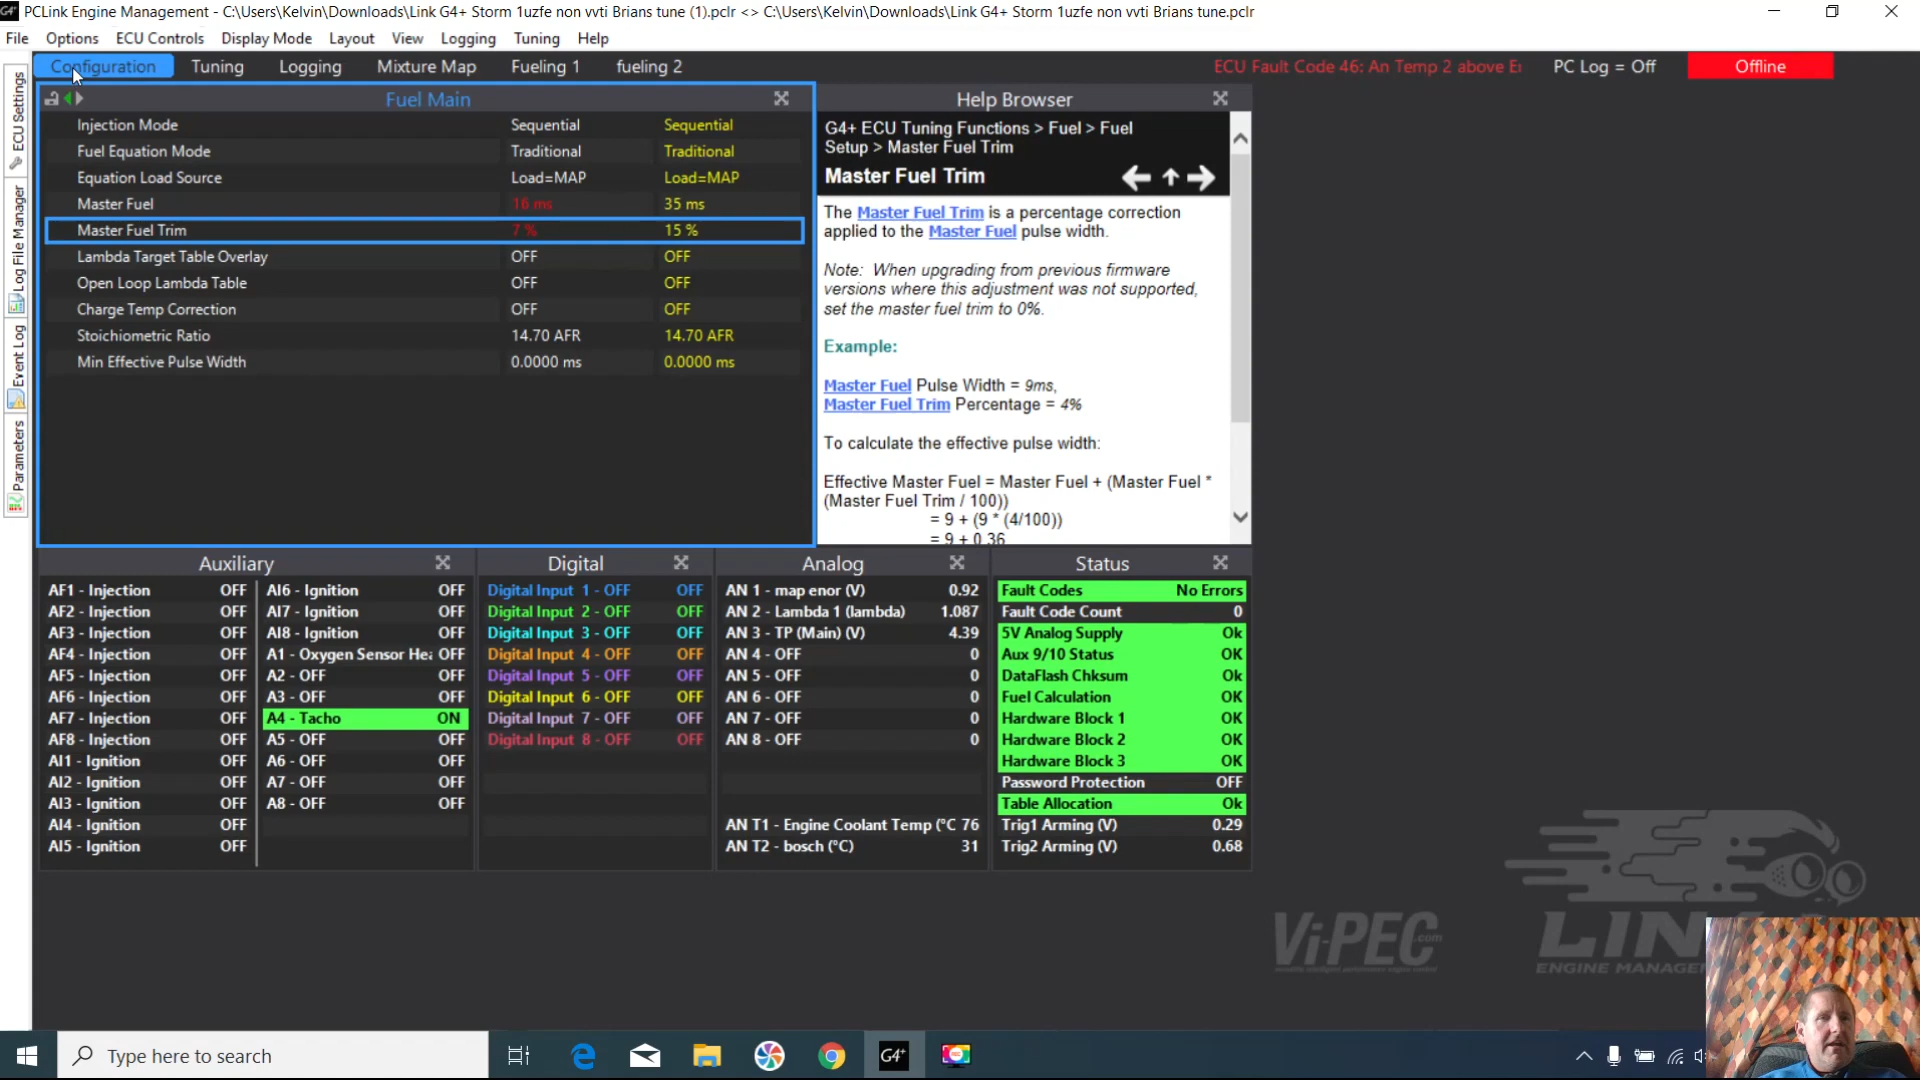 G4+ PCLink Engine Management - C:\Users\Kelvin\Downloads\Link G4+ Storm 1uzfe non vvti Brians tune (1).pclr <> C:\Users\Kelvin\Downloads\Link G4+ Storm 1uzfe non vvti Brians tune.pclr
File Options ECU Controls Display Mode Layout View Logging Tuning Help
Configuration Tuning Logging Mixture Map Fueling 1 fueling 2 ECU Fault Code 46: An Temp 2 above PC Log = Off Offline
ECU Settings
Log File Manager
Event Log
Parameters
Fuel Main
Injection Mode Sequential Sequential
Fuel Equation Mode Traditional Traditional
Equation Load Source Load=MAP Load=MAP
Master Fuel 16 ms 35 ms
Master Fuel Trim 7 % 15 %
Lambda Target Table Overlay OFF OFF
Open Loop Lambda Table OFF OFF
Charge Temp Correction OFF OFF
Stoichiometric Ratio 14.70 AFR 14.70 AFR
Min Effective Pulse Width 0.0000 ms 0.0000 ms
Help Browser
G4+ ECU Tuning Functions > Fuel > Fuel
Setup > Master Fuel Trim
Master Fuel Trim
The Master Fuel Trim is a percentage correction
applied to the Master Fuel pulse width.
Note: When upgrading from previous firmware
versions where this adjustment was not supported,
set the master fuel trim to 0%.
Example:
Master Fuel Pulse Width = 9ms,
Master Fuel Trim Percentage = 4%
To calculate the effective pulse width:
Effective Master Fuel = Master Fuel + (Master Fuel *
(Master Fuel Trim / 100))
= 9 + (9 * (4/100))
= 9 + 0.36
Auxiliary
AF1 - Injection OFF AI6 - Ignition OFF
AF2 - Injection OFF AI7 - Ignition OFF
AF3 - Injection OFF AI8 - Ignition OFF
AF4 - Injection OFF A1 - Oxygen Sensor Hea OFF
AF5 - Injection OFF A2 - OFF OFF
AF6 - Injection OFF A3 - OFF OFF
AF7 - Injection OFF A4 - Tacho ON
AF8 - Injection OFF A5 - OFF OFF
AI1 - Ignition OFF A6 - OFF OFF
AI2 - Ignition OFF A7 - OFF OFF
AI3 - Ignition OFF A8 - OFF OFF
AI4 - Ignition OFF
AI5 - Ignition OFF
Digital
Digital Input 1 - OFF OFF
Digital Input 2 - OFF OFF
Digital Input 3 - OFF OFF
Digital Input 4 - OFF OFF
Digital Input 5 - OFF OFF
Digital Input 6 - OFF OFF
Digital Input 7 - OFF OFF
Digital Input 8 - OFF OFF
Analog
AN 1 - map enor (V) 0.92
AN 2 - Lambda 1 (lambda) 1.087
AN 3 - TP (Main) (V) 4.39
AN 4 - OFF 0
AN 5 - OFF 0
AN 6 - OFF 0
AN 7 - OFF 0
AN 8 - OFF 0
AN T1 - Engine Coolant Temp (°C 76
AN T2 - bosch (°C) 31
Status
Fault Codes No Errors
Fault Code Count 0
5V Analog Supply Ok
Aux 9/10 Status OK
DataFlash Chksum Ok
Fuel Calculation OK
Hardware Block 1 OK
Hardware Block 2 OK
Hardware Block 3 OK
Password Protection OFF
Table Allocation Ok
Trig1 Arming (V) 0.29
Trig2 Arming (V) 0.68
Vi-PEC.com
LINK
ENGINE MANAGE
Type here to search
G4+